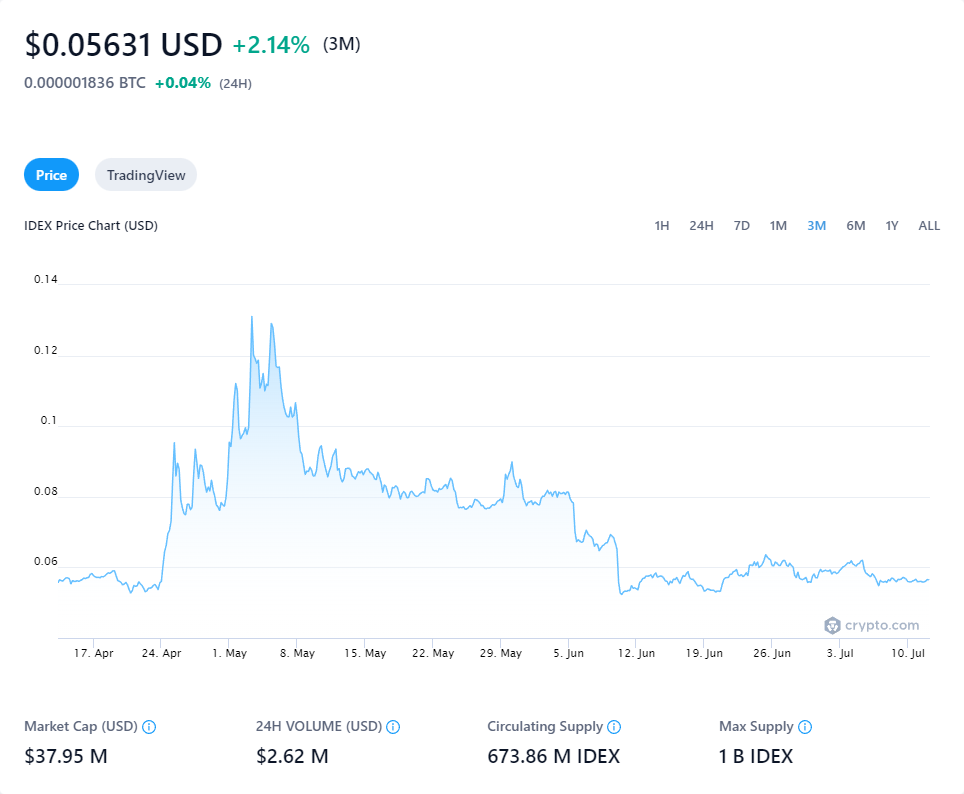 $0.05631 USD +2.14% (3M)
0.000001836 BTC +0.04% (24H)
Price TradingView
IDEX Price Chart (USD) 1H 24H 7D 1M 3M 6M 1Y ALL
0.14
0.12
0.1
0.08
0.06
crypto.com
17. Apr 24. Apr 1. May 8. May 15. May 22. May 29. May 5. Jun 12. Jun 19. Jun 26. Jun 3. Jul 10. Jul
Market Cap (USD) 24H VOLUME (USD) Circulating Supply Max Supply
$37.95 M $2.62 M 673.86 M IDEX 1 B IDEX